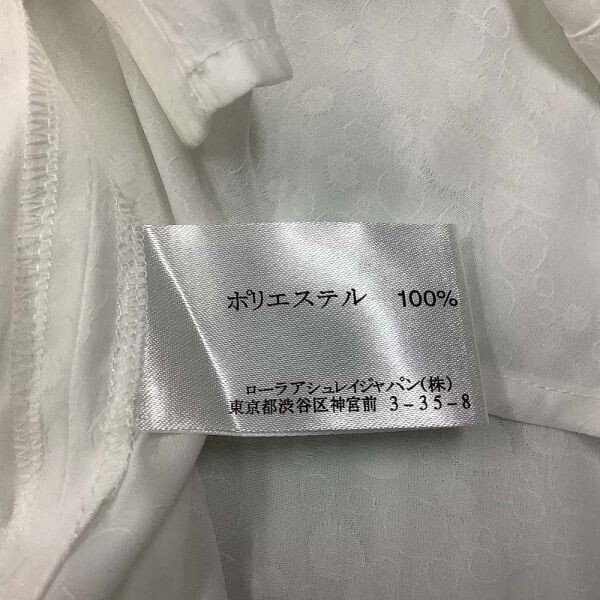 ポリエステル 100%
ローラアシュレイジャパン(株)
東京都渋谷区神宮前 3-35-8